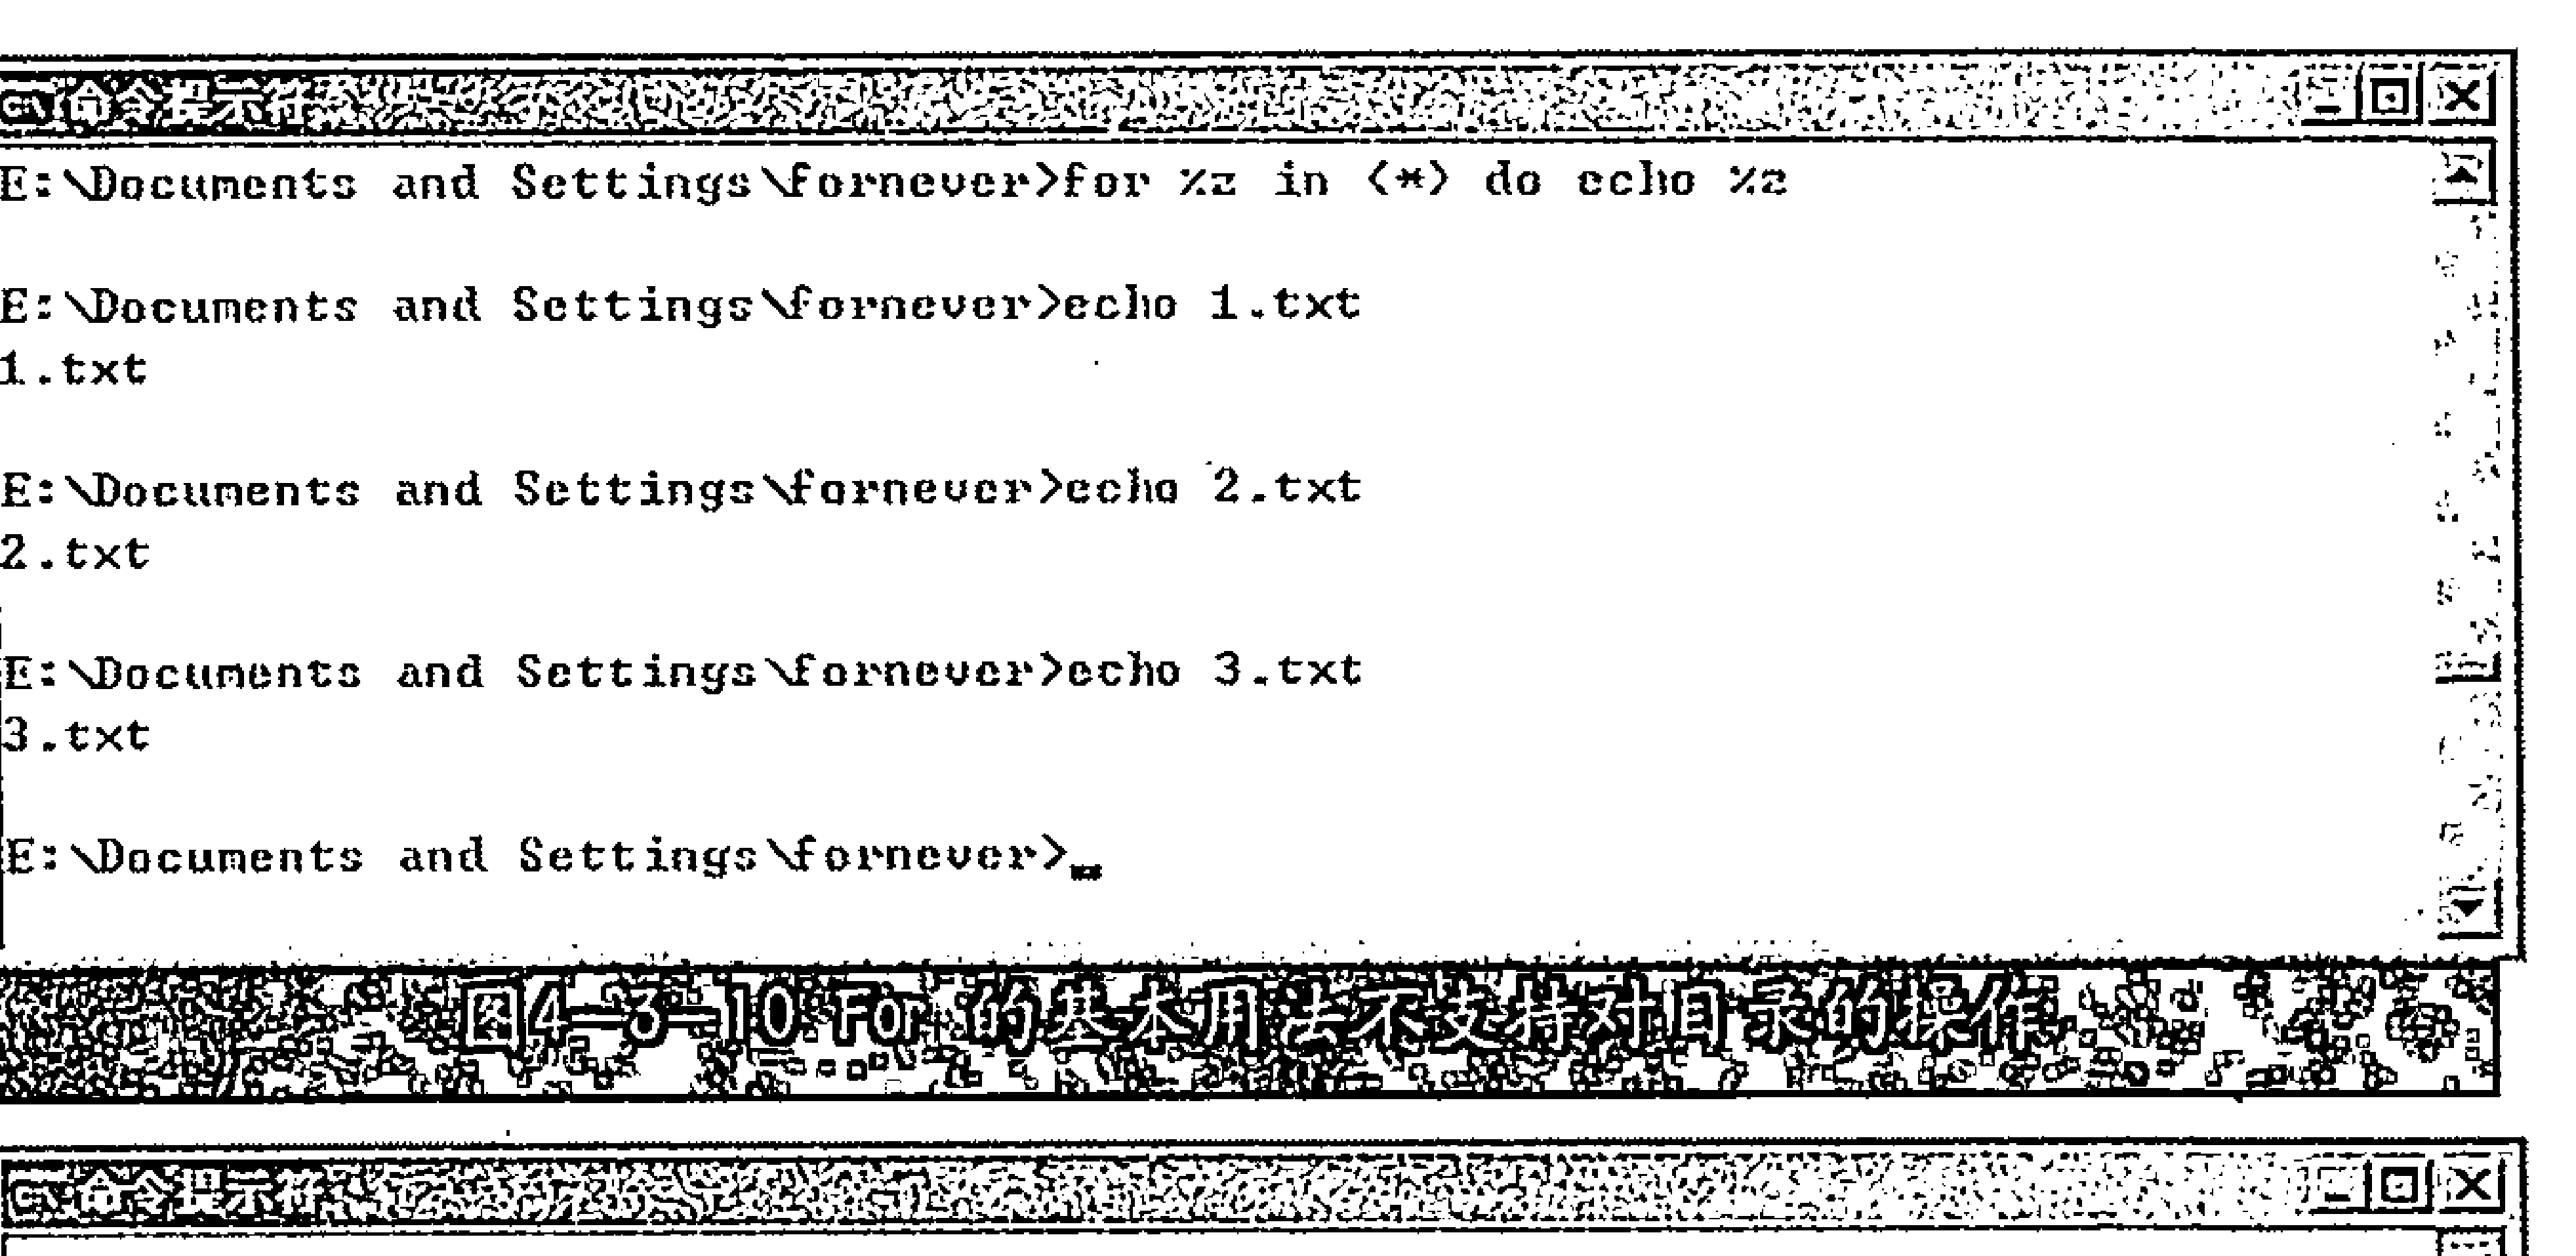 命令提示符
E:\Documents and Settings\fornever>for %z in (*) do echo %z
E:\Documents and Settings\fornever>echo 1.txt
1.txt
E:\Documents and Settings\fornever>echo 2.txt
2.txt
E:\Documents and Settings\fornever>echo 3.txt
3.txt
E:\Documents and Settings\fornever>_
图4-3-10 For 的基本用法不支持对目录的操作
命令提示符